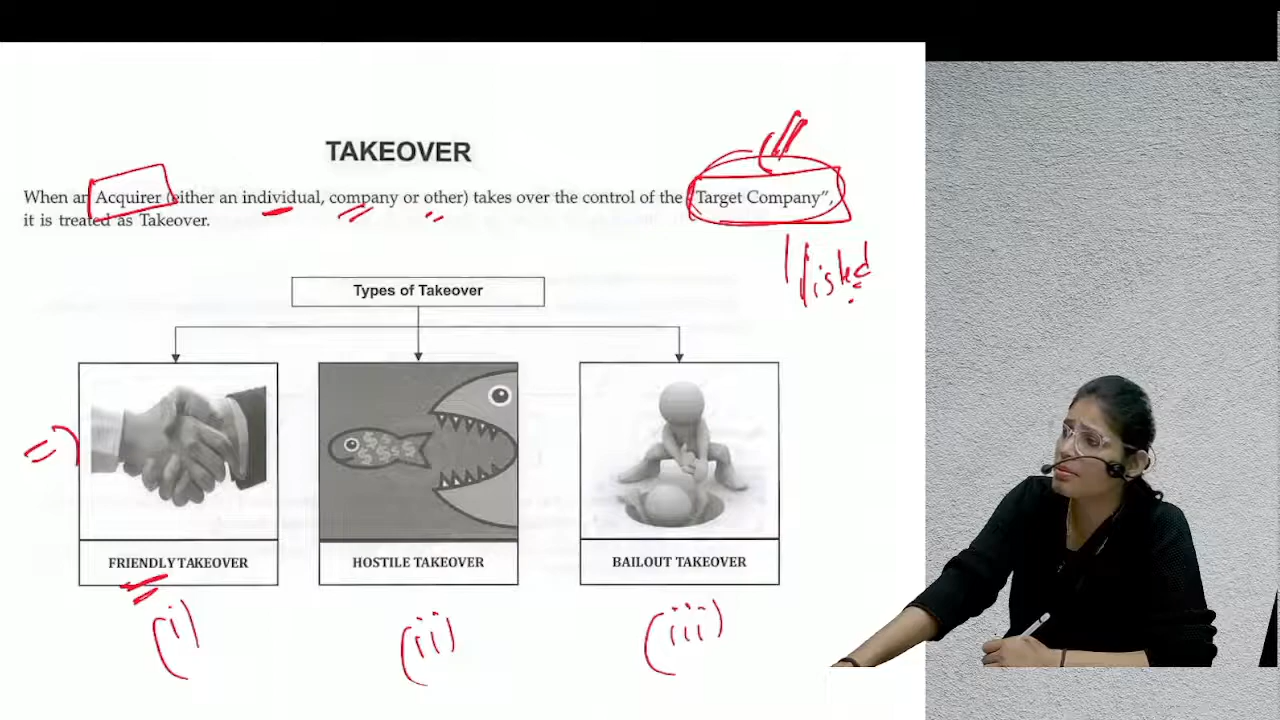 TAKEOVER
When an Acquirer (either an individual, company or other) takes over the control of the "Target Company",
it is treated as Takeover.
listed
Types of Takeover
FRIENDLY TAKEOVER
HOSTILE TAKEOVER
BAILOUT TAKEOVER
(i)
(ii)
(iii)